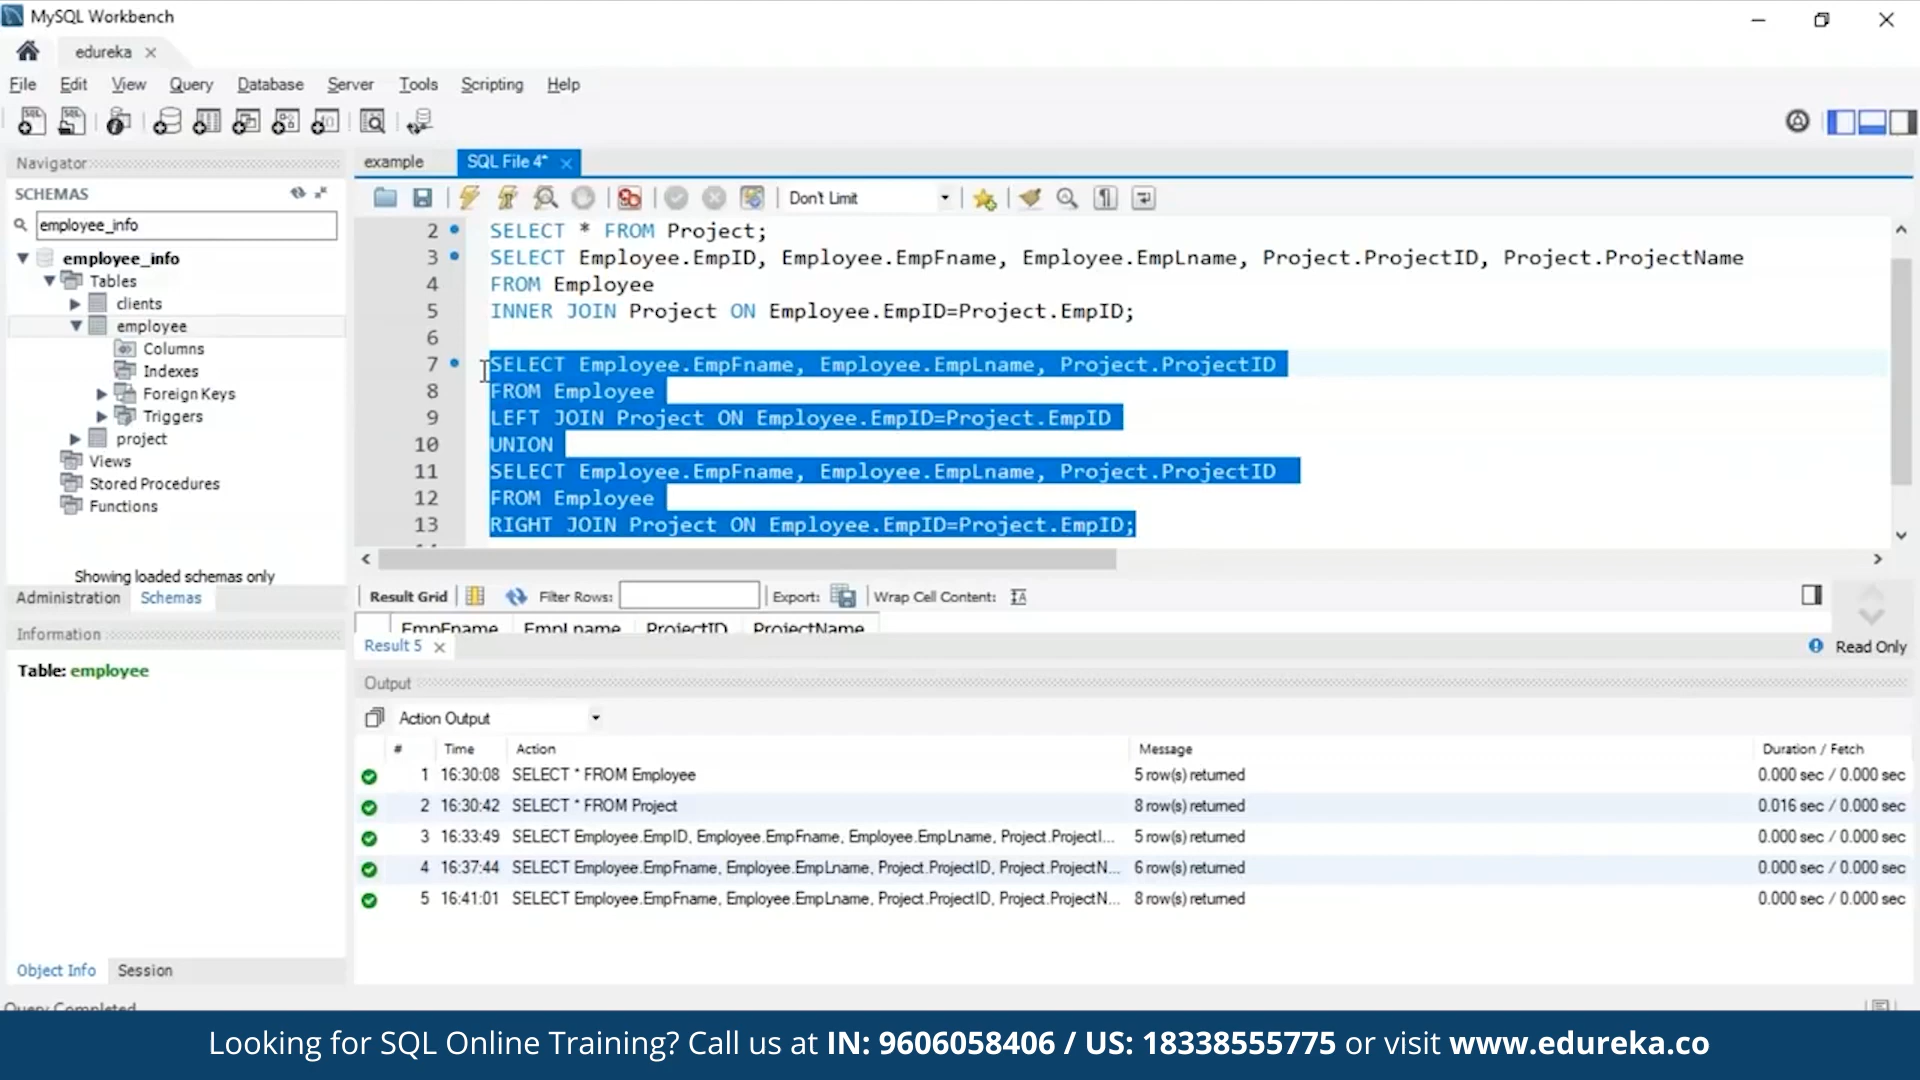 MySQL Workbench
edureka
File Edit View Query Database Server Tools Scripting Help
Navigator
SCHEMAS
employee_info
employee_info
Tables
clients
employee
Columns
Indexes
Foreign Keys
Triggers
project
Views
Stored Procedures
Functions
Showing loaded schemas only
Administration Schemas
Information
Table: employee
Object Info Session
Query Completed
example SQL File 4*
Don't Limit
2 SELECT * FROM Project;
3 SELECT Employee.EmpID, Employee.EmpFname, Employee.EmpLname, Project.ProjectID, Project.ProjectName
4 FROM Employee
5 INNER JOIN Project ON Employee.EmpID=Project.EmpID;
6
7 SELECT Employee.EmpFname, Employee.EmpLname, Project.ProjectID
8 FROM Employee
9 LEFT JOIN Project ON Employee.EmpID=Project.EmpID
10 UNION
11 SELECT Employee.EmpFname, Employee.EmpLname, Project.ProjectID
12 FROM Employee
13 RIGHT JOIN Project ON Employee.EmpID=Project.EmpID;
Result Grid Filter Rows: Export: Wrap Cell Content:
EmpFname EmpLname ProjectID ProjectName
Result 5 Read Only
Output
Action Output
# Time Action Message Duration / Fetch
1 16:30:08 SELECT * FROM Employee 5 row(s) returned 0.000 sec / 0.000 sec
2 16:30:42 SELECT * FROM Project 8 row(s) returned 0.016 sec / 0.000 sec
3 16:33:49 SELECT Employee.EmpID, Employee.EmpFname, Employee.EmpLname, Project.ProjectI... 5 row(s) returned 0.000 sec / 0.000 sec
4 16:37:44 SELECT Employee.EmpFname, Employee.EmpLname, Project.ProjectID, Project.ProjectN... 6 row(s) returned 0.000 sec / 0.000 sec
5 16:41:01 SELECT Employee.EmpFname, Employee.EmpLname, Project.ProjectID, Project.ProjectN... 8 row(s) returned 0.000 sec / 0.000 sec
Looking for SQL Online Training? Call us at IN: 9606058406 / US: 18338555775 or visit www.edureka.co